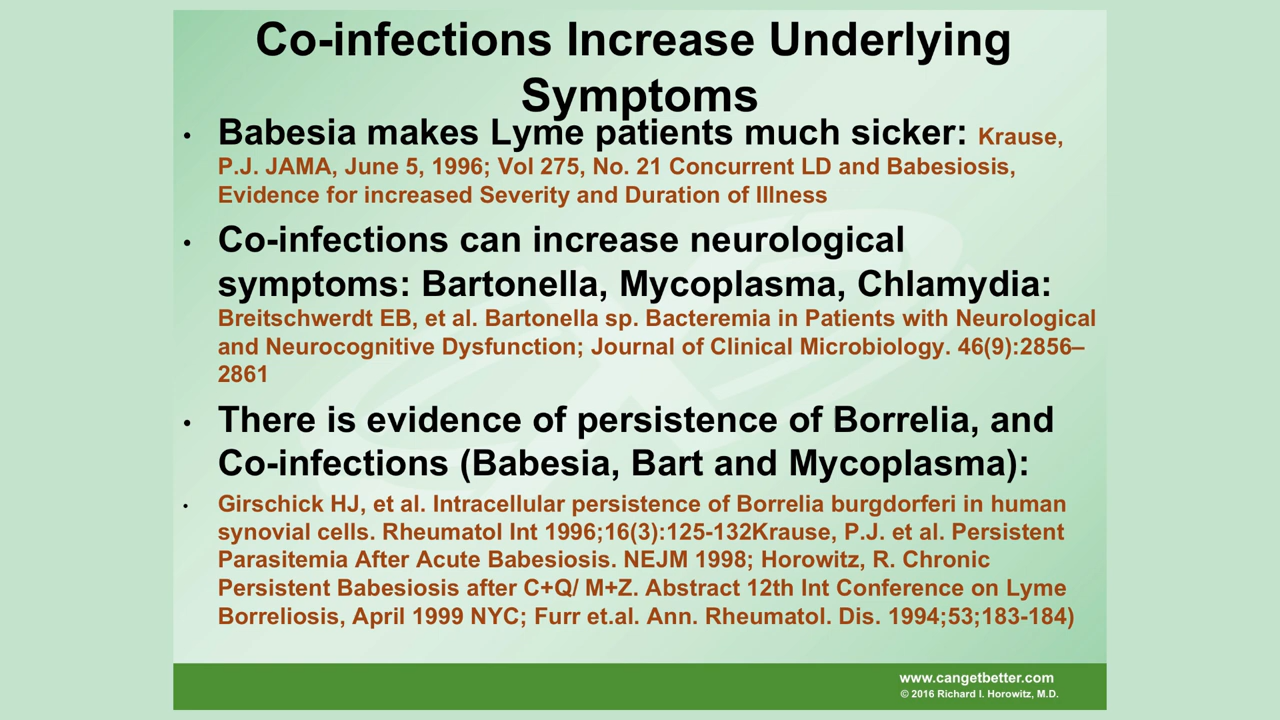 Co-infections Increase Underlying
Symptoms
• Babesia makes Lyme patients much sicker: Krause,
P.J. JAMA, June 5, 1996; Vol 275, No. 21 Concurrent LD and Babesiosis,
Evidence for increased Severity and Duration of Illness
• Co-infections can increase neurological
symptoms: Bartonella, Mycoplasma, Chlamydia:
Breitschwerdt EB, et al. Bartonella sp. Bacteremia in Patients with Neurological
and Neurocognitive Dysfunction; Journal of Clinical Microbiology. 46(9):2856–
2861
• There is evidence of persistence of Borrelia, and
Co-infections (Babesia, Bart and Mycoplasma):
• Girschick HJ, et al. Intracellular persistence of Borrelia burgdorferi in human
synovial cells. Rheumatol Int 1996;16(3):125-132Krause, P.J. et al. Persistent
Parasitemia After Acute Babesiosis. NEJM 1998; Horowitz, R. Chronic
Persistent Babesiosis after C+Q/ M+Z. Abstract 12th Int Conference on Lyme
Borreliosis, April 1999 NYC; Furr et.al. Ann. Rheumatol. Dis. 1994;53;183-184)
www.cangetbetter.com
© 2016 Richard I. Horowitz, M.D.